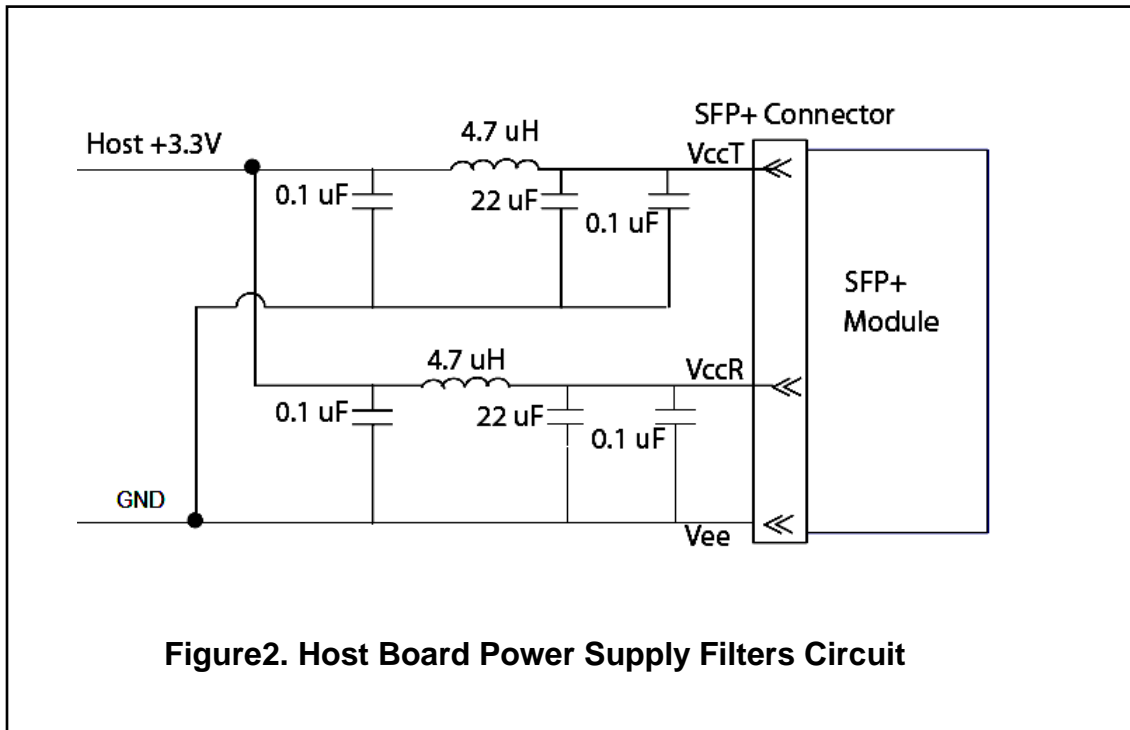 SFP+ Connector
4.7 uH
Host +3.3V
VccT
0.1 uF
22 uF
0.1 uF
SFP+
Module
4.7 uH
VccR
0.1 uF
22 uF
0.1 uF
GND
Vee
Figure2. Host Board Power Supply Filters Circuit